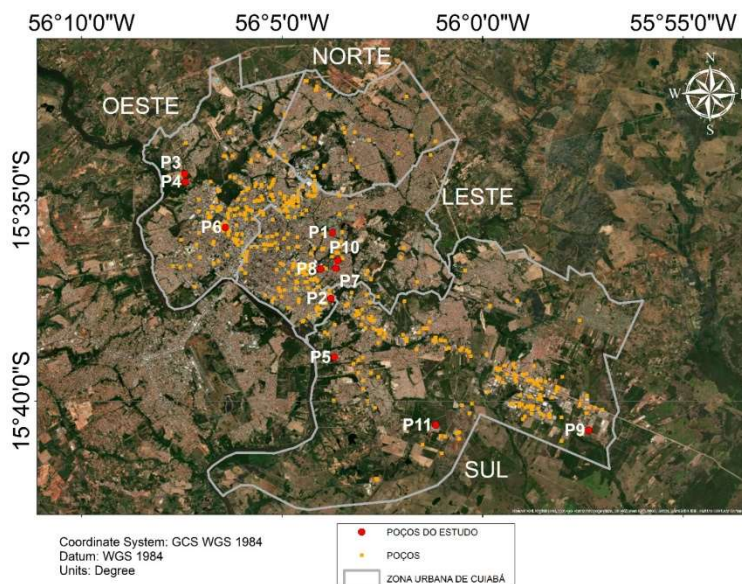 56°10'0"W 56°5'0"W 56°0'0"W 55°55'0"W
NORTE
OESTE
N
W
S
15°35'0"S
P3
P4
LESTE
P6
P1
P10
P8
P7
P2
P5
15°40'0"S
P11
P9
SUL
Coordinate System: GCS WGS 1984
Datum: WGS 1984
Units: Degree
POÇOS DO ESTUDO
POÇOS
ZONA URBANA DE CUIABÁ